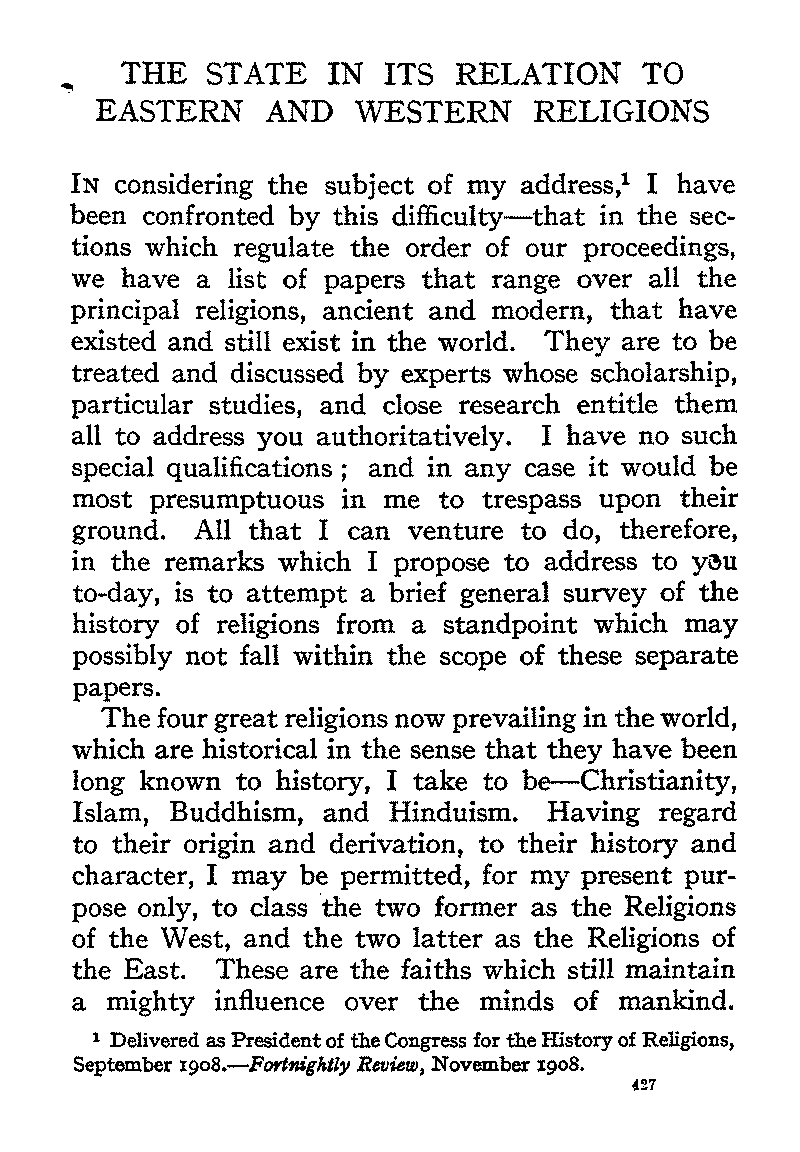 THE STATE IN ITS RELATION TO
EASTERN AND WESTERN RELIGIONS
IN considering the subject of my address,¹ I have
been confronted by this difficulty—that in the sec-
tions which regulate the order of our proceedings,
we have a list of papers that range over all the
principal religions, ancient and modern, that have
existed and still exist in the world. They are to be
treated and discussed by experts whose scholarship,
particular studies, and close research entitle them
all to address you authoritatively. I have no such
special qualifications ; and in any case it would be
most presumptuous in me to trespass upon their
ground. All that I can venture to do, therefore,
in the remarks which I propose to address to you
to-day, is to attempt a brief general survey of the
history of religions from a standpoint which may
possibly not fall within the scope of these separate
papers.
The four great religions now prevailing in the world,
which are historical in the sense that they have been
long known to history, I take to be—Christianity,
Islam, Buddhism, and Hinduism. Having regard
to their origin and derivation, to their history and
character, I may be permitted, for my present pur-
pose only, to class the two former as the Religions
of the West, and the two latter as the Religions of
the East. These are the faiths which still maintain
a mighty influence over the minds of mankind.
¹ Delivered as President of the Congress for the History of Religions,
September 1908.—Fortnightly Review, November 1908.
427